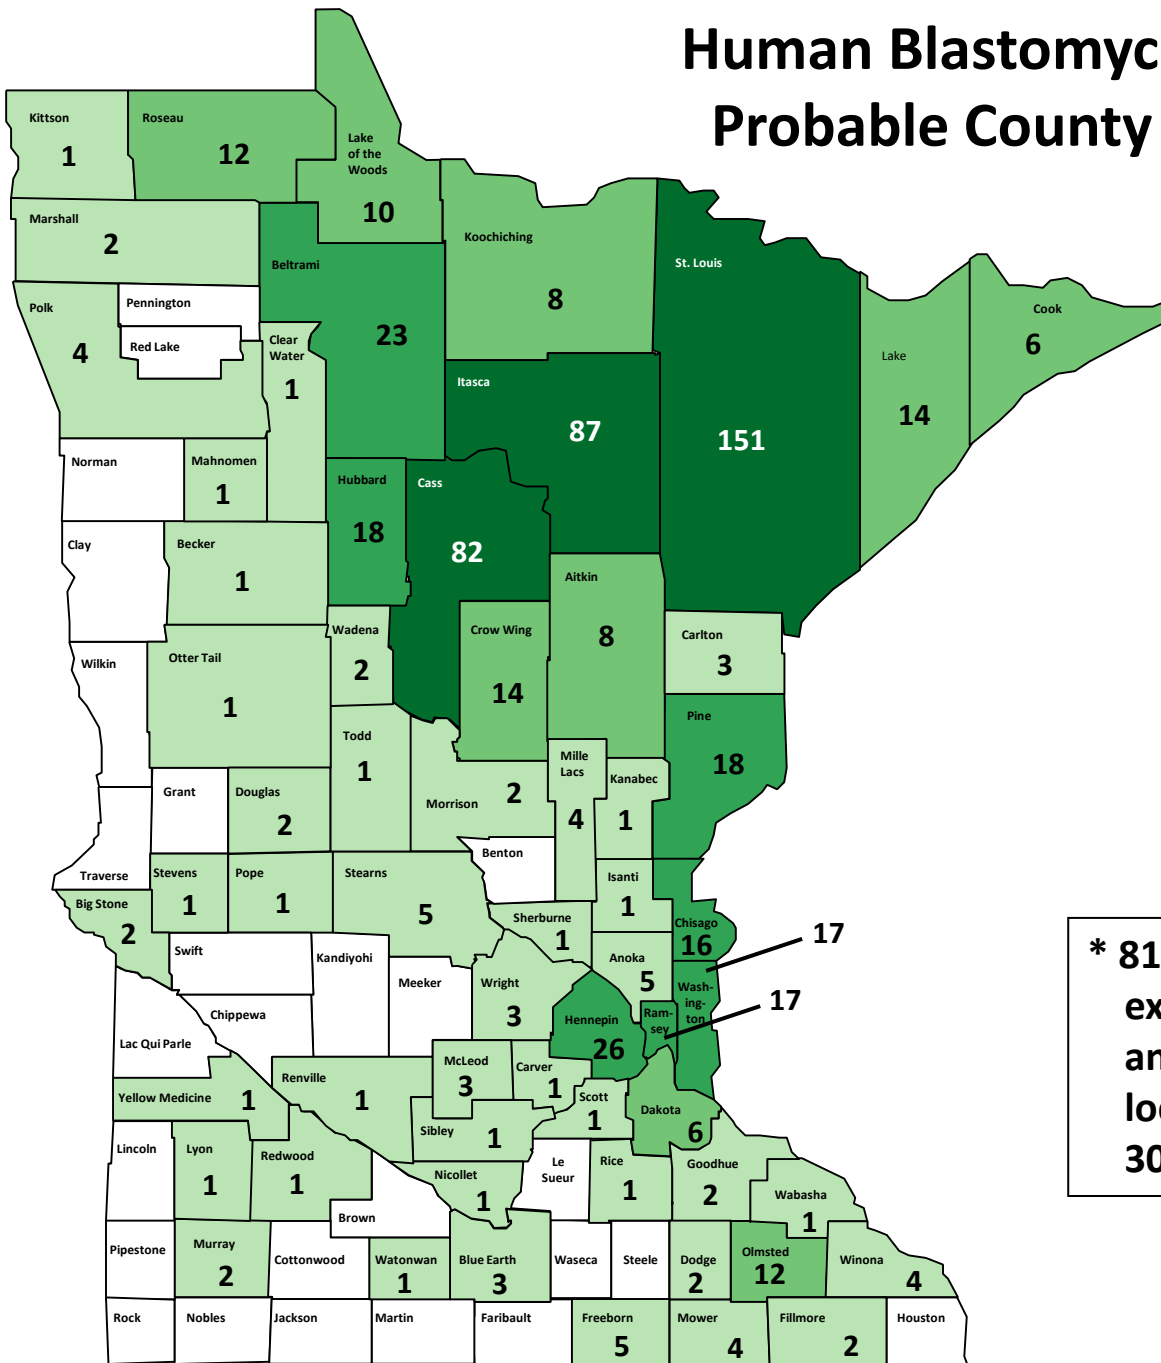 Human Blastomyc
Probable County
Kittson
1
Roseau
12
Lake
of the
Woods
10
Marshall
2
Koochiching
8
St. Louis
151
Beltrami
23
Polk
4
Pennington
Red Lake
Clear
Water
1
Cook
6
Lake
14
Itasca
87
Norman
Mahnomen
1
Hubbard
18
Cass
82
Clay
Becker
1
Aitkin
8
Wadena
2
Crow Wing
14
Carlton
3
Wilkin
Otter Tail
1
Pine
18
Todd
1
Mille
Lacs
4
Kanabec
1
Grant
Douglas
2
Morrison
2
Benton
Traverse
Stevens
1
Pope
1
Stearns
5
Isanti
1
Big Stone
2
Sherburne
1
Chisago
16
17
Swift
Kandiyohi
Meeker
Wright
3
Anoka
5
Wash-
ing-
ton
17
Chippewa
Hennepin
26
Ram-
sey
Lac Qui Parle
McLeod
3
Carver
1
Renville
1
Yellow Medicine
1
Scott
1
Dakota
6
Sibley
1
Lincoln
Lyon
1
Redwood
1
Nicollet
1
Le
Sueur
Rice
1
Goodhue
2
Wabasha
1
Brown
Pipestone
Murray
2
Cottonwood
Watonwan
1
Blue Earth
3
Waseca
Steele
Dodge
2
Olmsted
12
Winona
4
Rock
Nobles
Jackson
Martin
Faribault
Freeborn
5
Mower
4
Fillmore
2
Houston
* 81
ex
an
loc
30